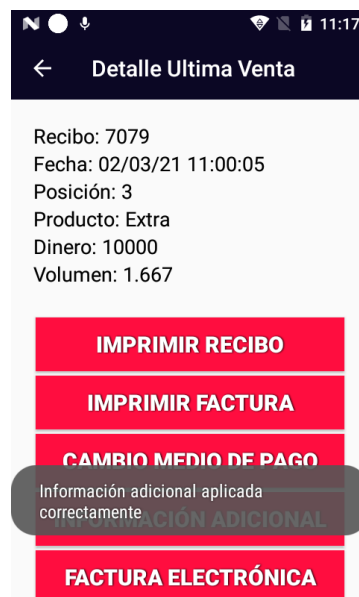 11:17
Detalle Ultima Venta
Recibo: 7079
Fecha: 02/03/21 11:00:05
Posición: 3
Producto: Extra
Dinero: 10000
Volumen: 1.667
IMPRIMIR RECIBO
IMPRIMIR FACTURA
CAMBIO MEDIO DE PAGO
Información adicional aplicada
correctamente
INFORMACIÓN ADICIONAL
FACTURA ELECTRÓNICA